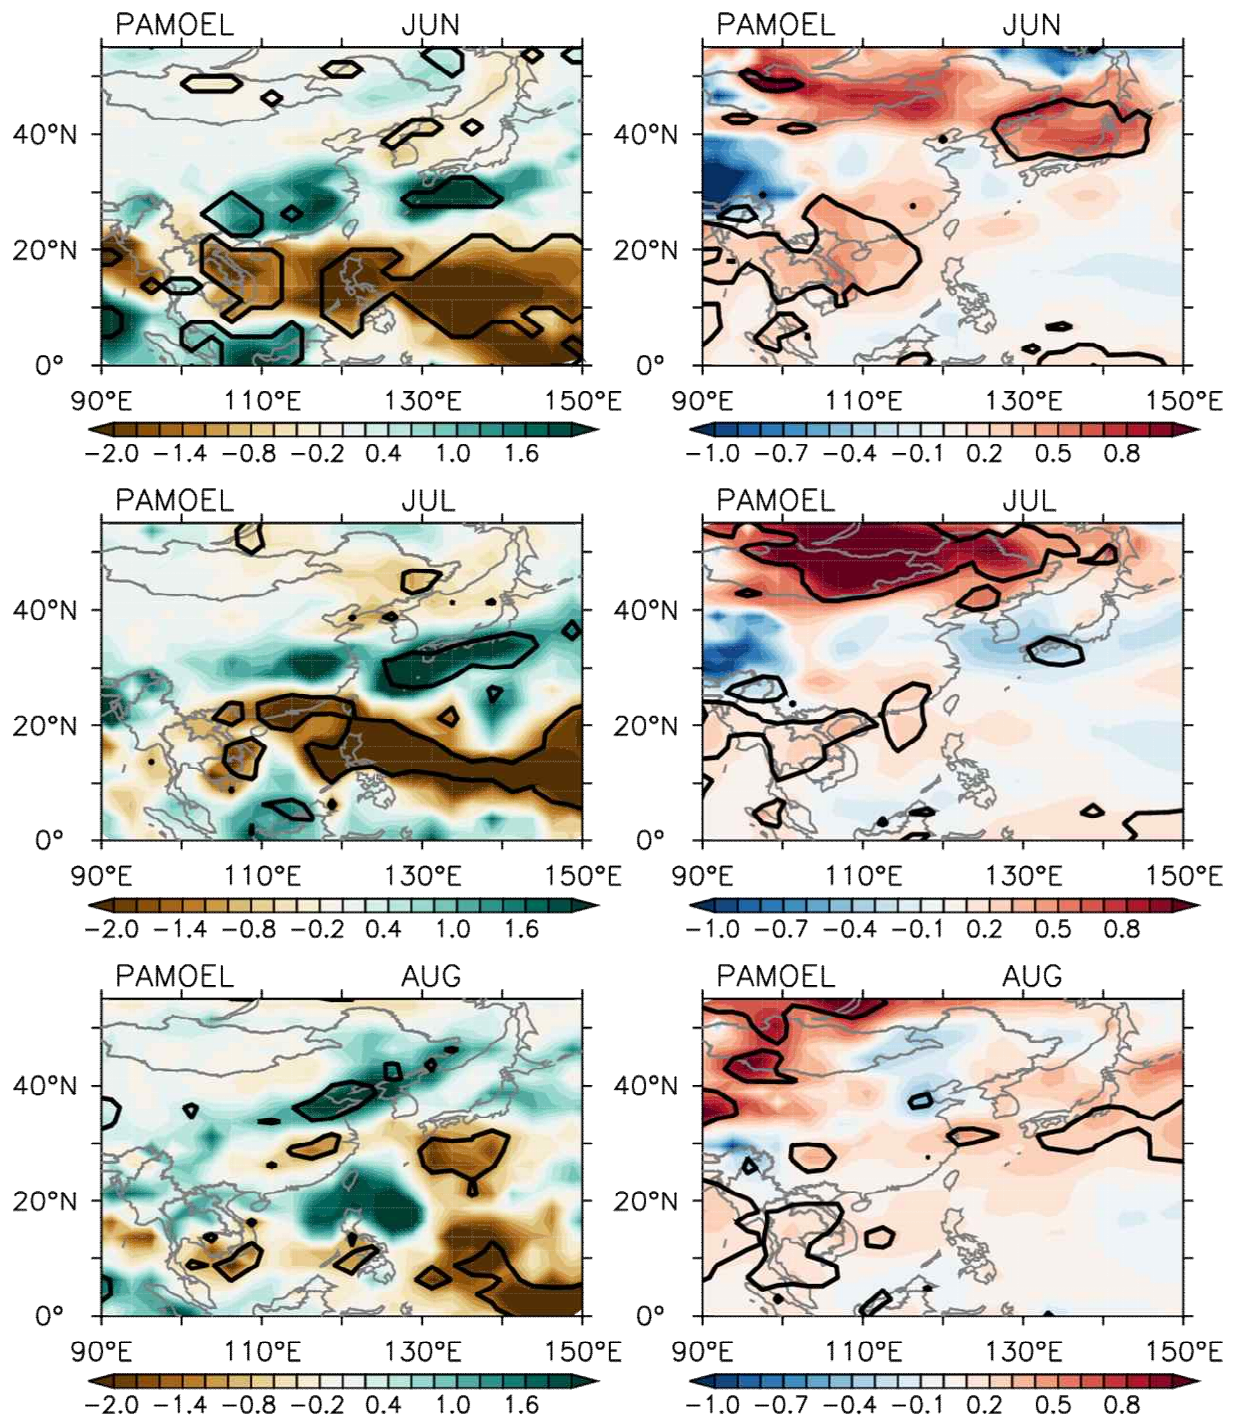 PAMOEL JUN PAMOEL JUN
40°N 40°N
20°N 20°N
0° 0°
90°E 110°E 130°E 150°E 90°E 110°E 130°E 150°E
−2.0 −1.4 −0.8 −0.2 0.4 1.0 1.6 −1.0 −0.7 −0.4 −0.1 0.2 0.5 0.8
PAMOEL JUL PAMOEL JUL
40°N 40°N
20°N 20°N
0° 0°
90°E 110°E 130°E 150°E 90°E 110°E 130°E 150°E
−2.0 −1.4 −0.8 −0.2 0.4 1.0 1.6 −1.0 −0.7 −0.4 −0.1 0.2 0.5 0.8
PAMOEL AUG PAMOEL AUG
40°N 40°N
20°N 20°N
0° 0°
90°E 110°E 130°E 150°E 90°E 110°E 130°E 150°E
−2.0 −1.4 −0.8 −0.2 0.4 1.0 1.6 −1.0 −0.7 −0.4 −0.1 0.2 0.5 0.8